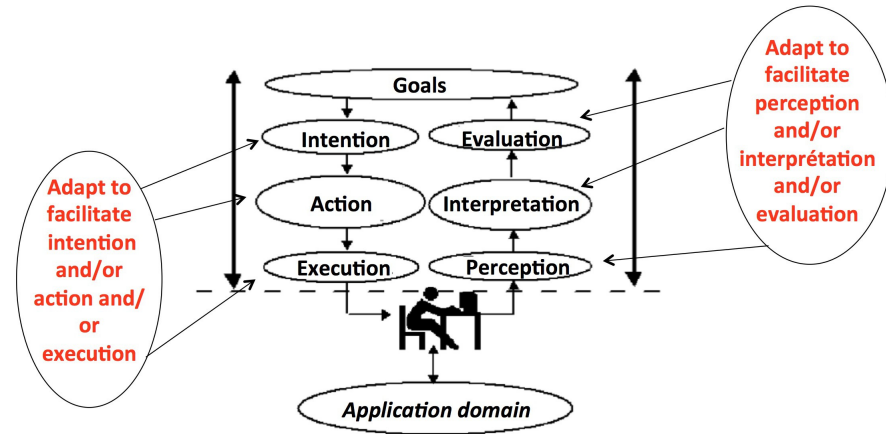 Goals
Intention
Action
Execution
Evaluation
Interpretation
Perception
Application domain
Adapt to
facilitate
intention
and/or
action and/
or
execution
Adapt to
facilitate
perception
and/or
interprétation
and/or
evaluation